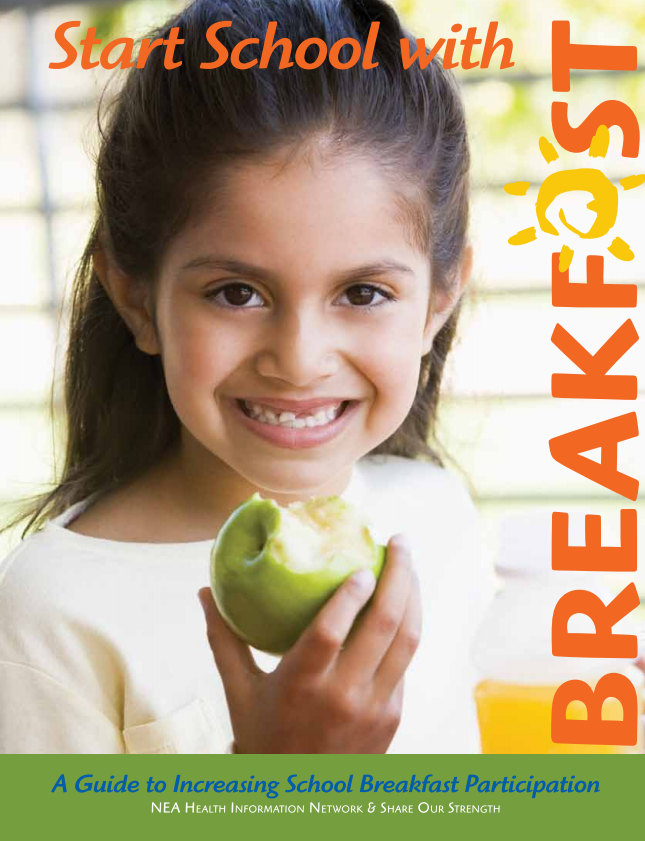 Start School with
BREAKFAST
A Guide to Increasing School Breakfast Participation
NEA HEALTH INFORMATION NETWORK & SHARE OUR STRENGTH